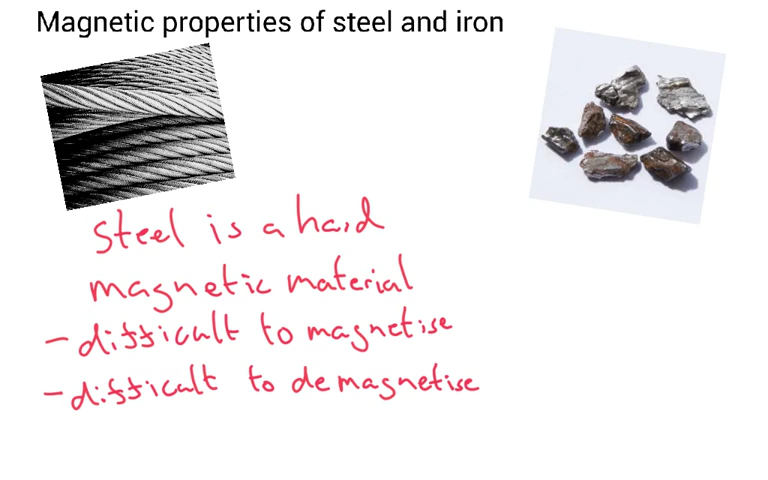 Magnetic properties of steel and iron
Steel is a hard
magnetic material
- difficult to magnetise
- difficult to demagnetise